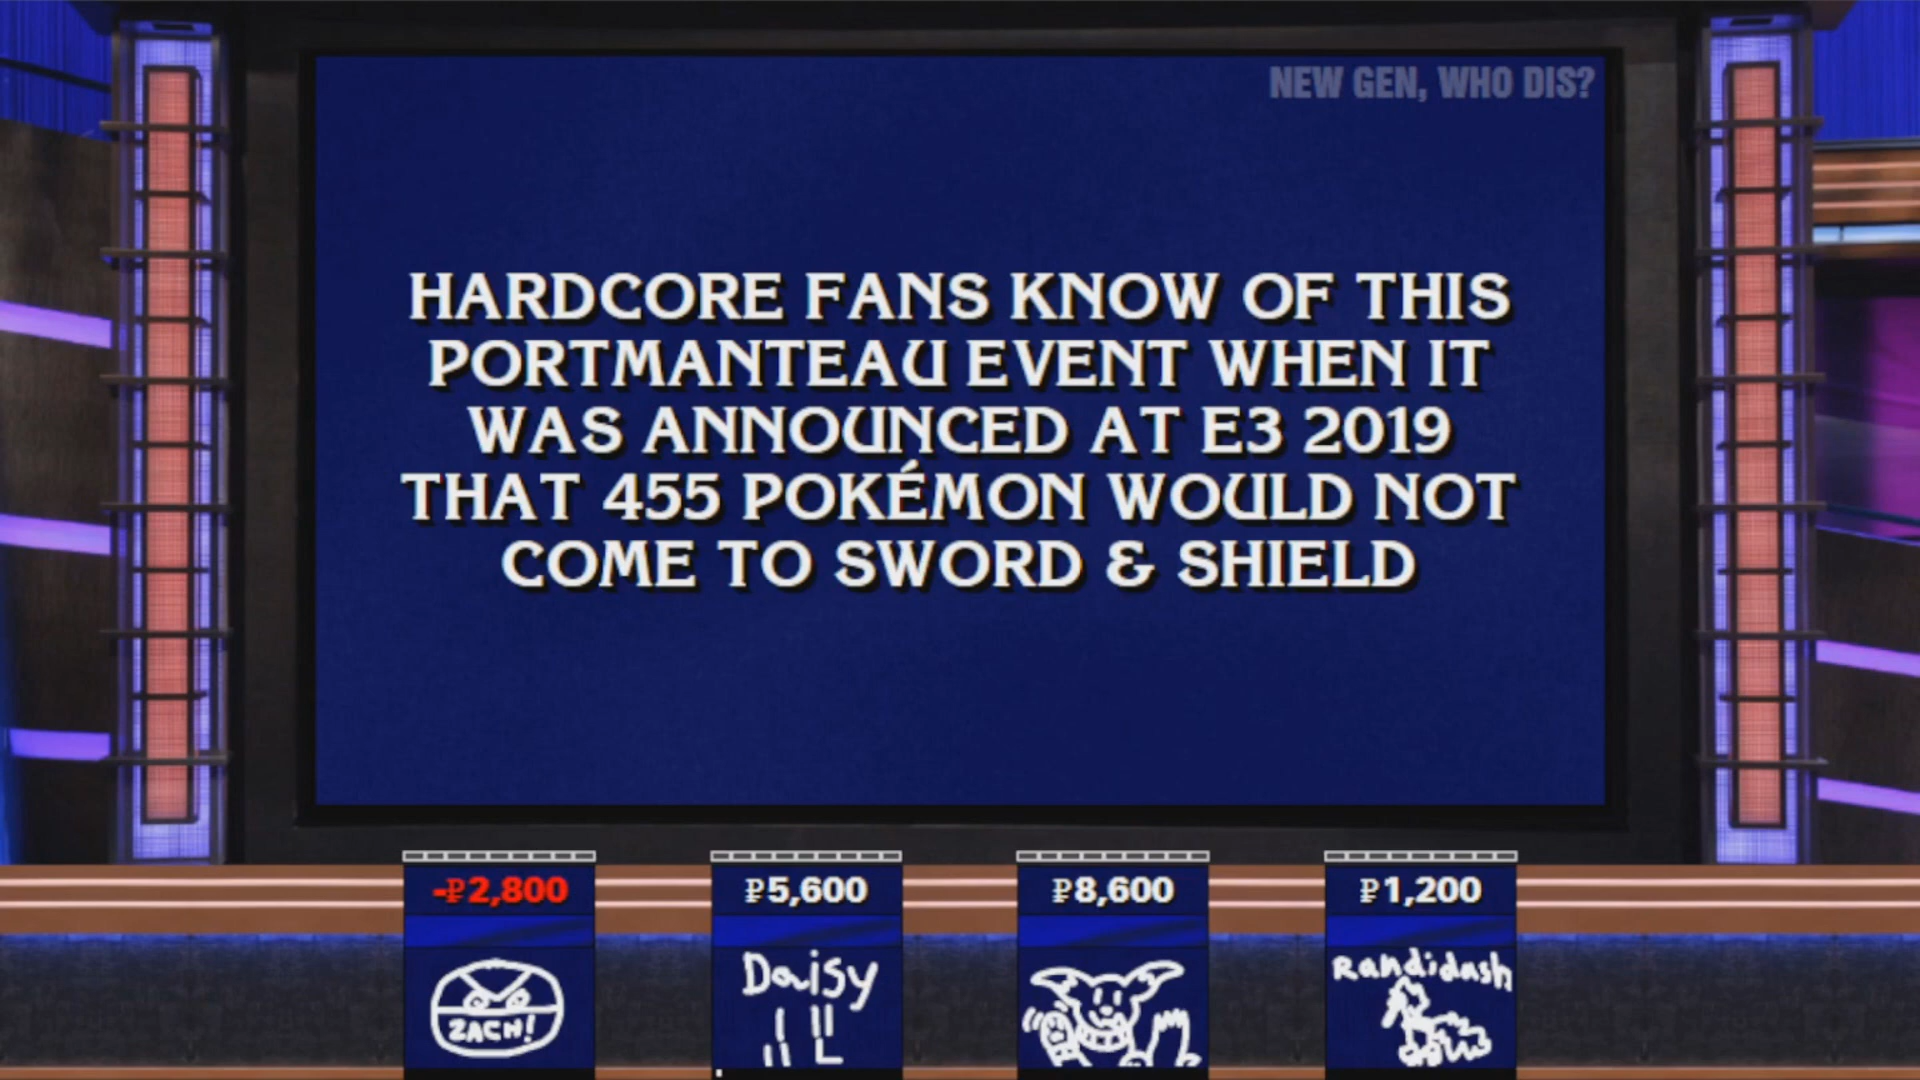 NEW GEN, WHO DIS?
HARDCORE FANS KNOW OF THIS
PORTMANTEAU EVENT WHEN IT
WAS ANNOUNCED AT E3 2019
THAT 455 POKÉMON WOULD NOT
COME TO SWORD & SHIELD
-₽2,800
₽5,600
₽8,600
₽1,200
ZACH!
Daisy
Randidash